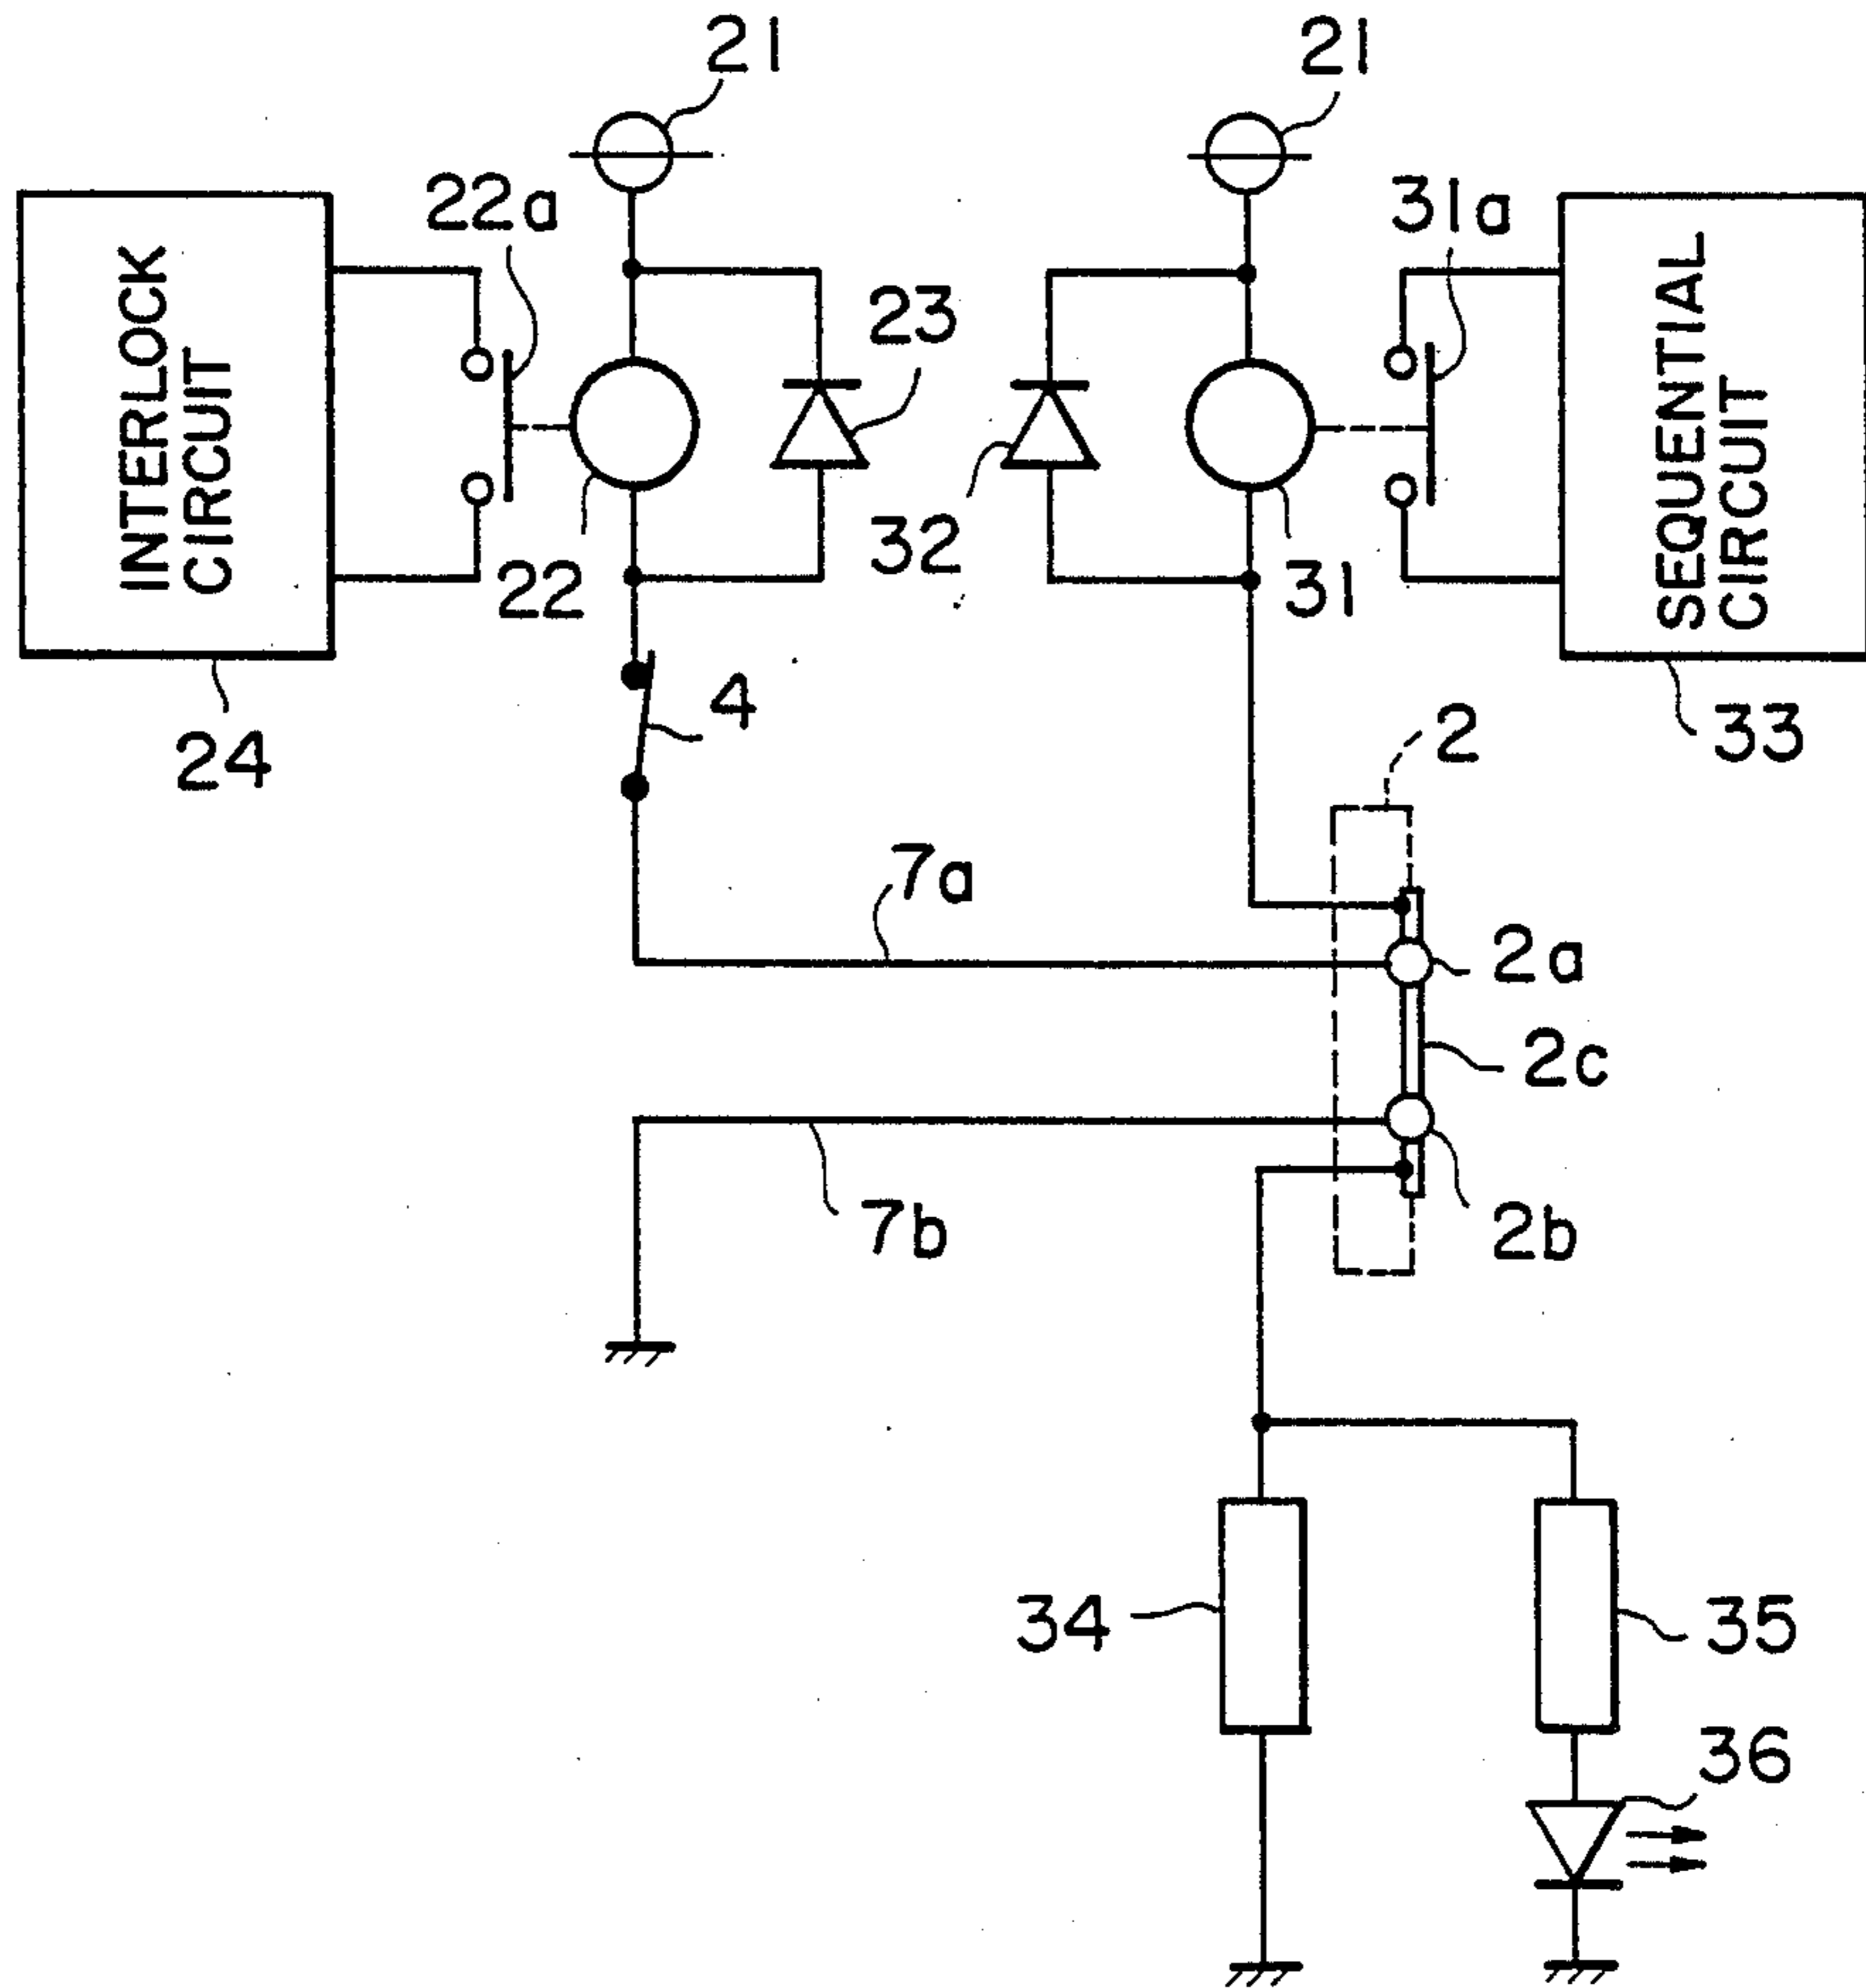 21
21
22a
31a
INTERLOCK
CIRCUIT
23
SEQUENTIAL
CIRCUIT
32
22
31
4
2
24
33
7a
2a
2c
7b
2b
34
35
36